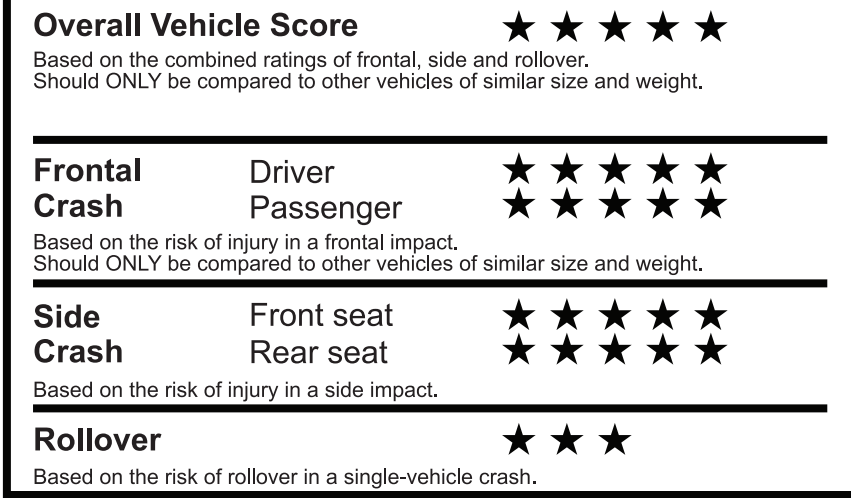 Overall Vehicle Score ★ ★ ★ ★ ★
Based on the combined ratings of frontal, side and rollover.
Should ONLY be compared to other vehicles of similar size and weight.
Frontal Driver ★ ★ ★ ★ ★
Crash Passenger ★ ★ ★ ★ ★
Based on the risk of injury in a frontal impact.
Should ONLY be compared to other vehicles of similar size and weight.
Side Front seat ★ ★ ★ ★ ★
Crash Rear seat ★ ★ ★ ★ ★
Based on the risk of injury in a side impact.
Rollover ★ ★ ★
Based on the risk of rollover in a single-vehicle crash.